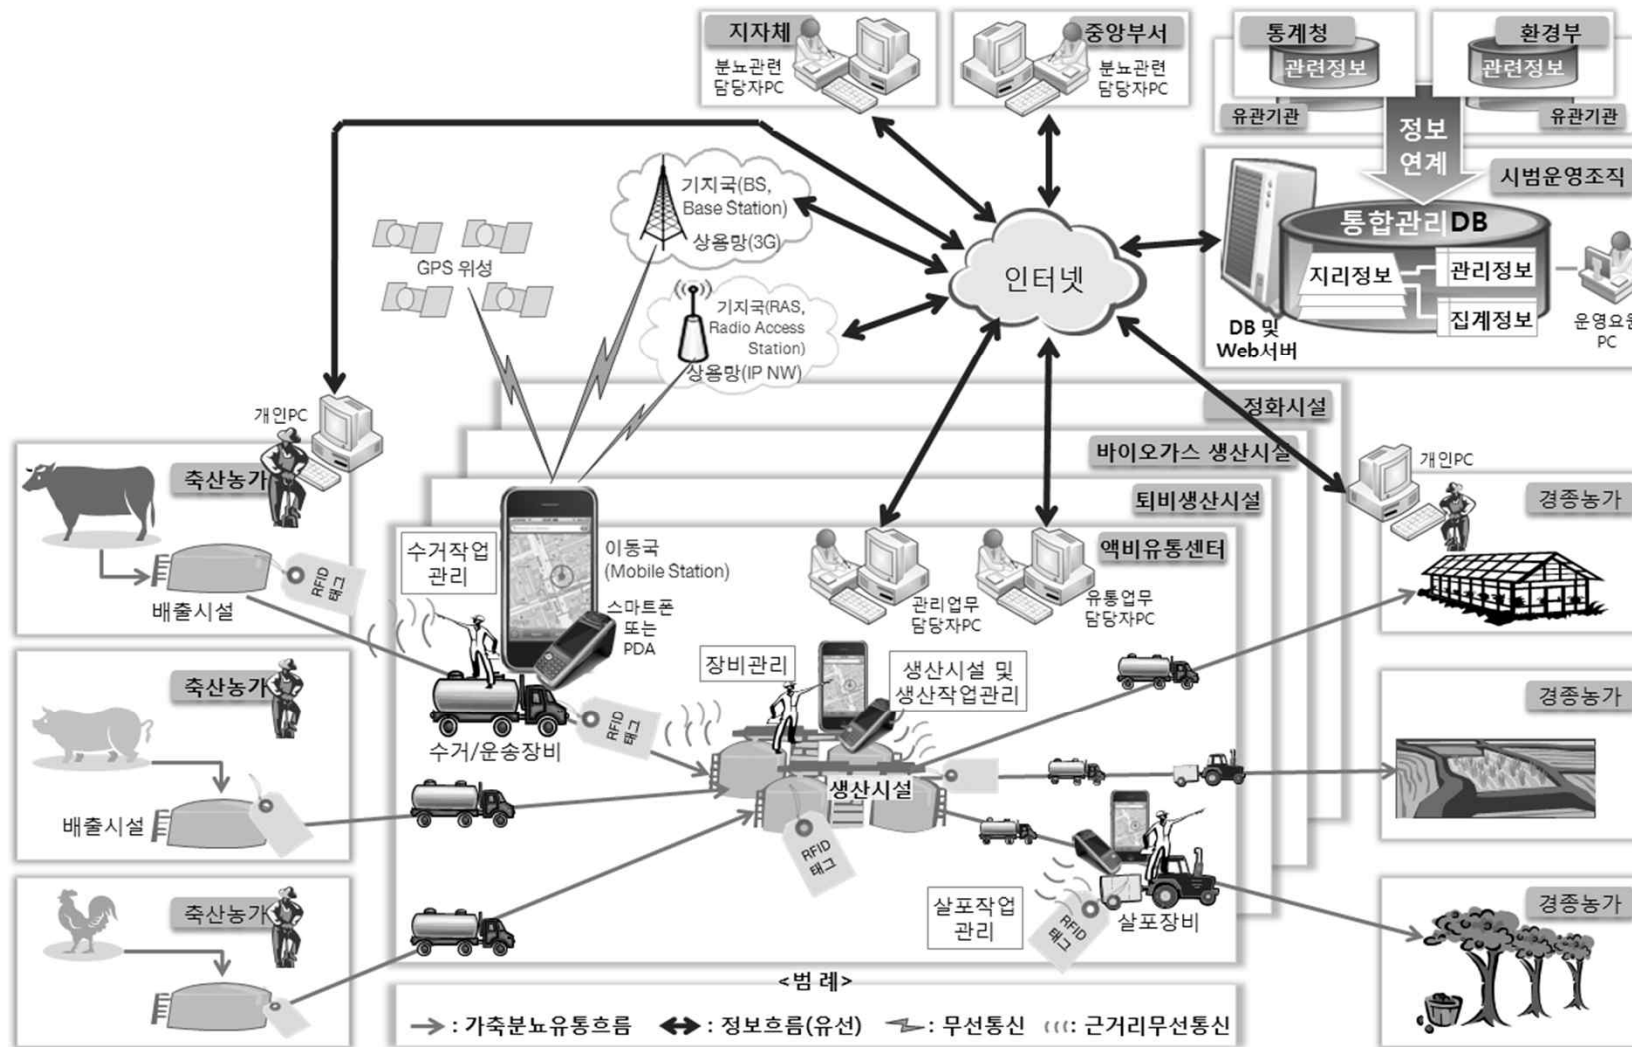 지자체
분뇨관련
담당자PC
중앙부서
분뇨관련
담당자PC
통계청
관련정보
유관기관
환경부
관련정보
유관기관
정보
연계
시범운영조직
통합관리DB
지리정보
관리정보
집계정보
DB 및
Web서버
운영요원
PC
기지국(BS,
Base Station)
상용망(3G)
GPS 위성
기지국(RAS,
Radio Access
Station)
상용망(IP NW)
인터넷
개인PC
축산농가
배출시설
RFID
태그
축산농가
배출시설
축산농가
정화시설
바이오가스 생산시설
퇴비생산시설
액비유통센터
수거작업
관리
이동국
(Mobile Station)
스마트폰
또는
PDA
관리업무
담당자PC
유통업무
담당자PC
장비관리
생산시설 및
생산작업관리
수거/운송장비
RFID
태그
생산시설
RFID
태그
살포작업
관리
RFID
태그
살포장비
개인PC
경종농가
경종농가
경종농가
<범 례>
: 가축분뇨유통흐름
: 정보흐름(유선)
: 무선통신
: 근거리무선통신